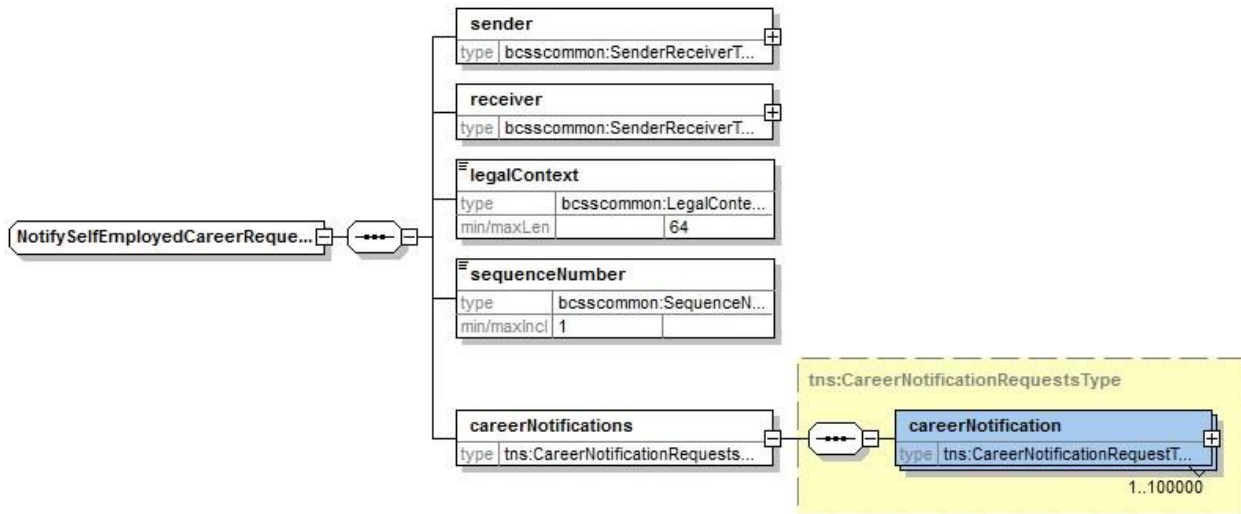 sender
type bcsscommon:SenderReceiverT...
receiver
type bcsscommon:SenderReceiverT...
legalContext
type bcsscommon:LegalConte...
min/maxLen 64
NotifySelfEmployedCareerReque...
sequenceNumber
type bcsscommon:SequenceN...
min/maxIncl 1
tns:CareerNotificationRequestsType
careerNotifications
type tns:CareerNotificationRequests...
careerNotification
type tns:CareerNotificationRequestT...
1..100000